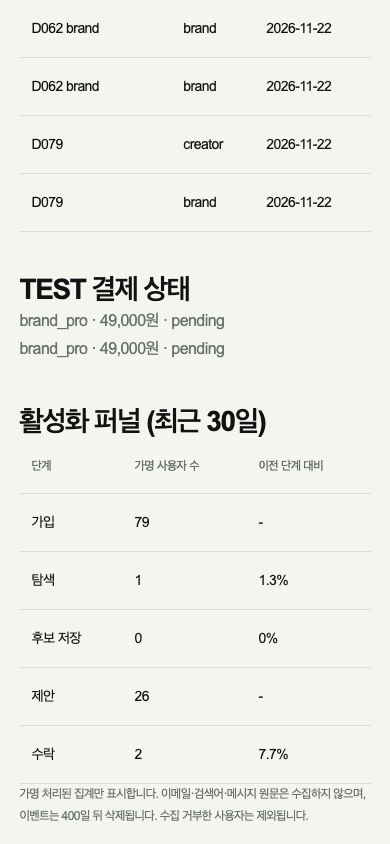 D062 brand brand 2026-11-22
D062 brand brand 2026-11-22
D079 creator 2026-11-22
D079 brand 2026-11-22
TEST 결제 상태
brand_pro · 49,000원 · pending
brand_pro · 49,000원 · pending
활성화 퍼널 (최근 30일)
단계 가명 사용자 수 이전 단계 대비
가입 79 -
탐색 1 1.3%
후보 저장 0 0%
제안 26 -
수락 2 7.7%
가명 처리된 집계만 표시합니다. 이메일·검색어·메시지 원문은 수집하지 않으며,
이벤트는 400일 뒤 삭제됩니다. 수집 거부한 사용자는 제외됩니다.